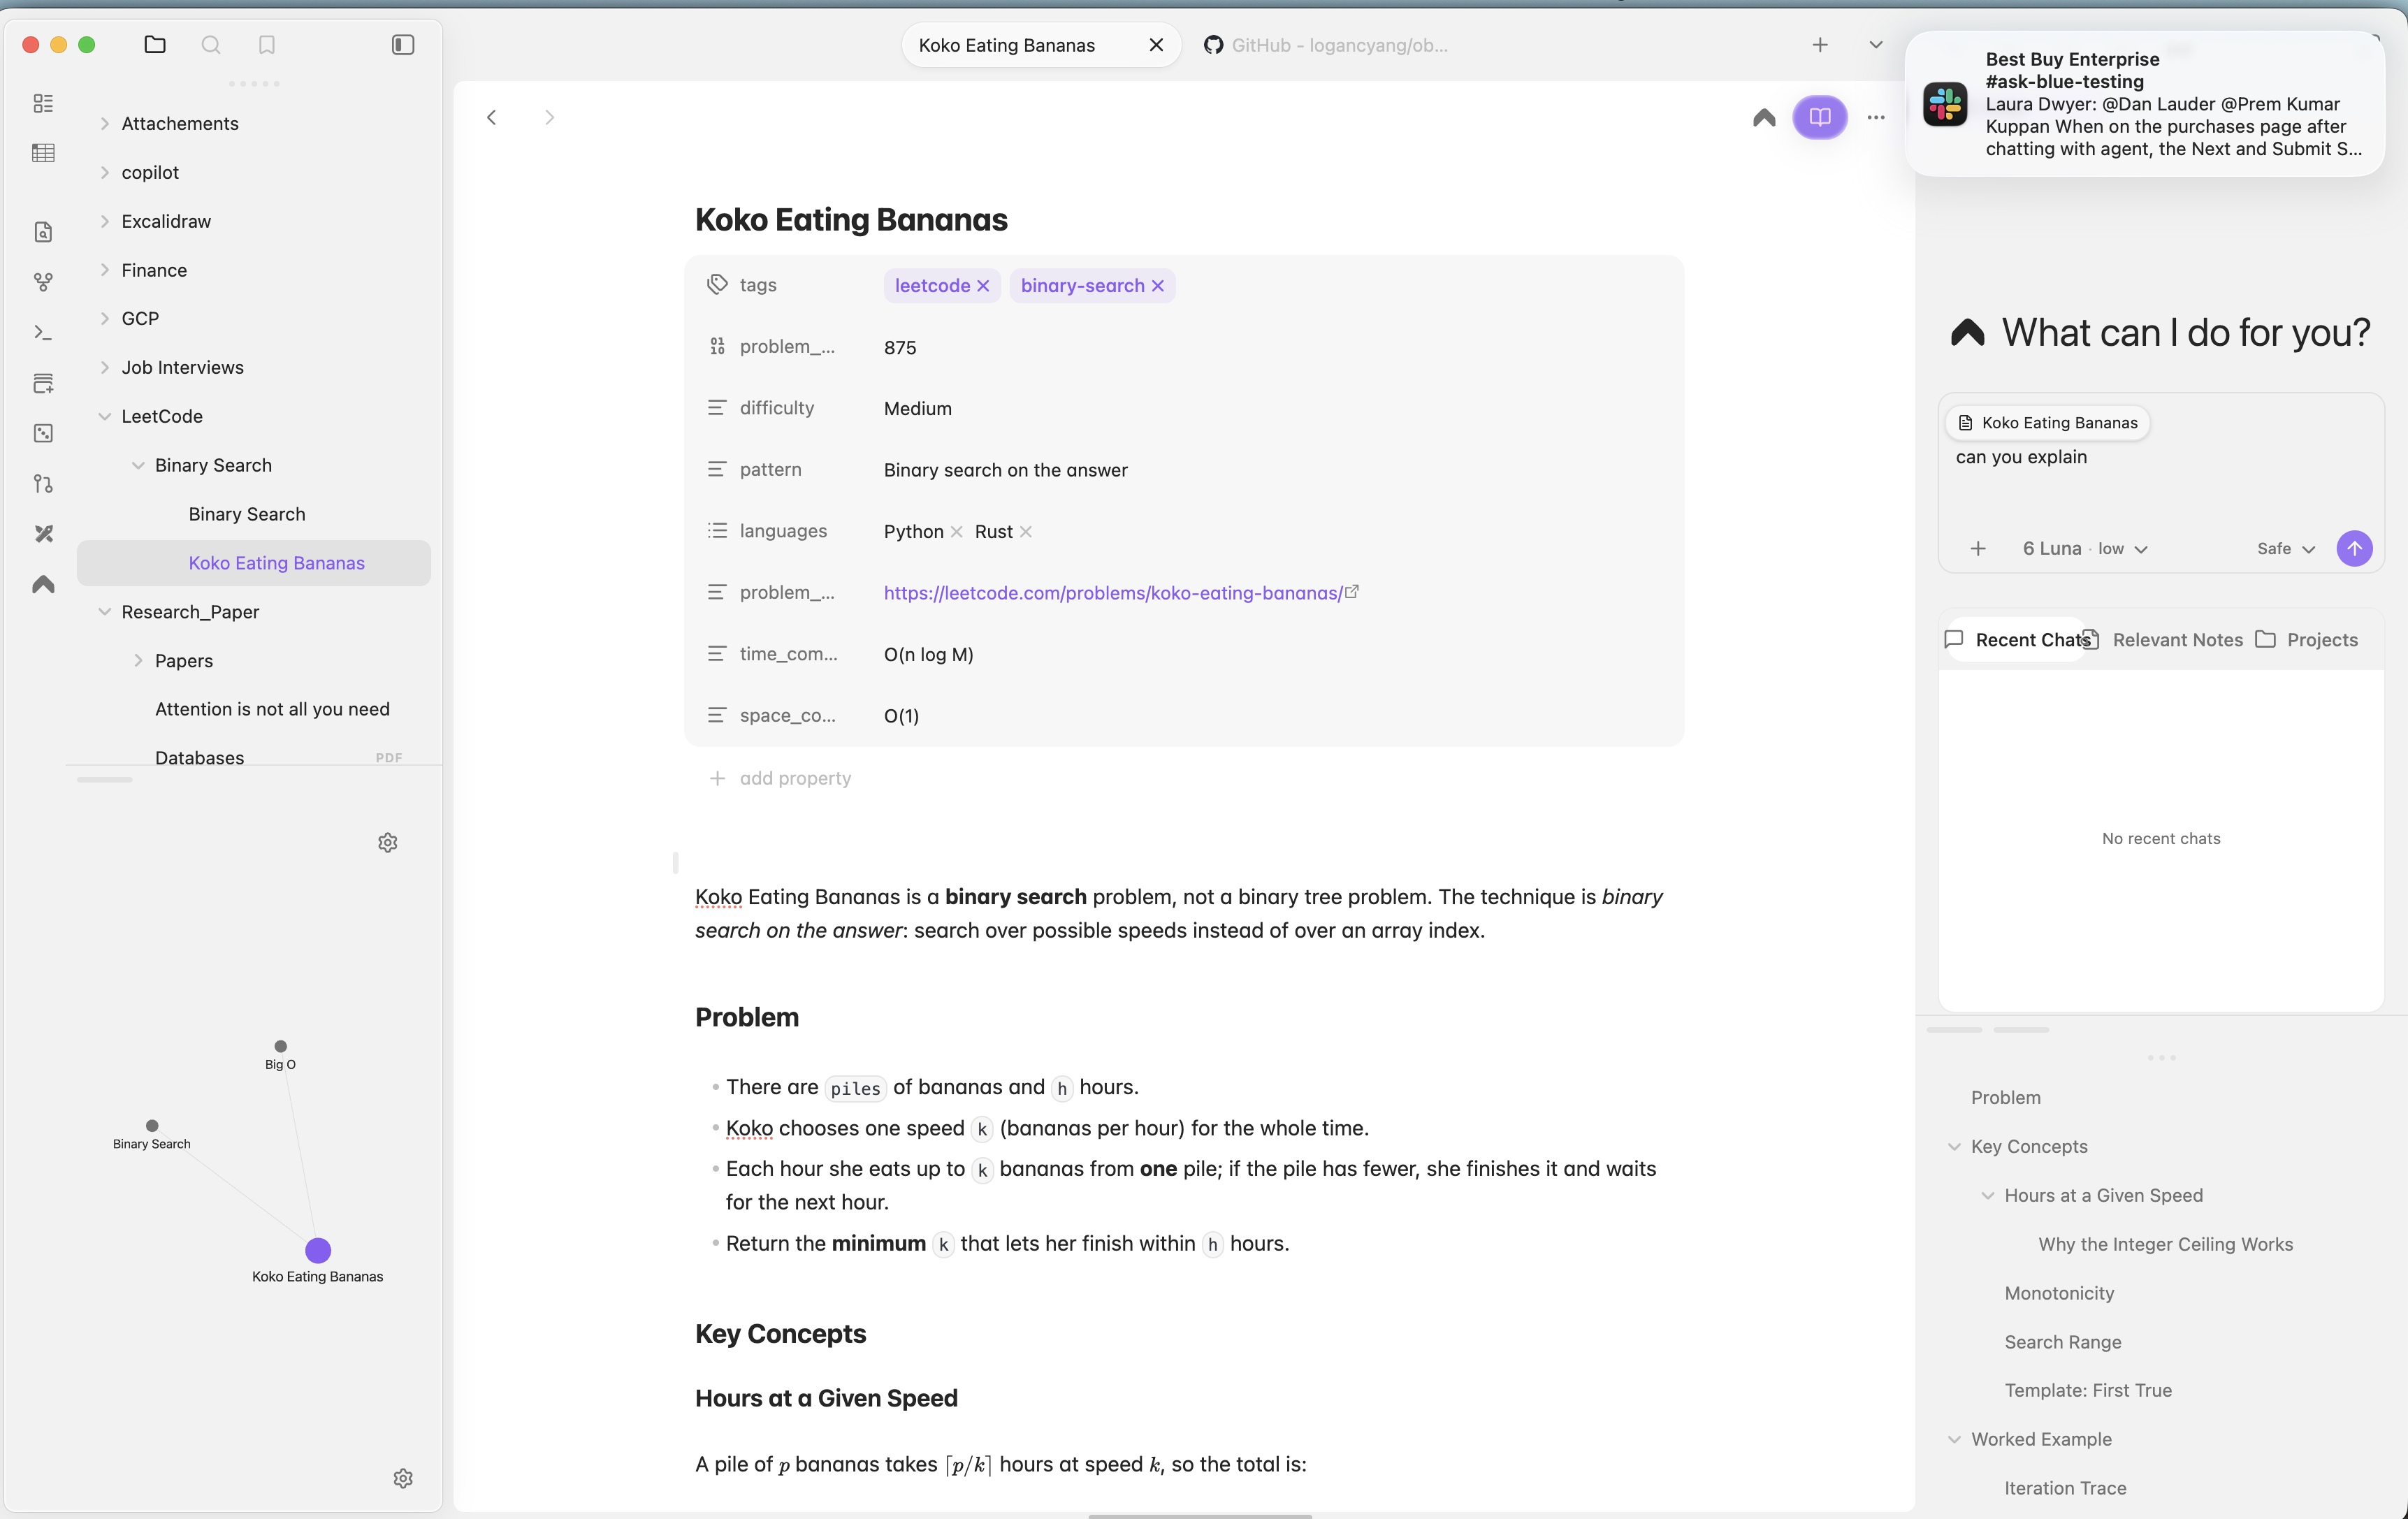 Koko Eating Bananas
GitHub - logancyang/ob...
Best Buy Enterprise
#ask-blue-testing
Laura Dwyer: @Dan Lauder @Prem Kumar
Kuppan When on the purchases page after
chatting with agent, the Next and Submit S...
Attachements
copilot
Excalidraw
Finance
GCP
Job Interviews
LeetCode
Binary Search
Binary Search
Koko Eating Bananas
Research_Paper
Papers
Attention is not all you need
Databases PDF
Big O
Binary Search
Koko Eating Bananas
Koko Eating Bananas
tags leetcode binary-search
problem_... 875
difficulty Medium
pattern Binary search on the answer
languages Python Rust
problem_... https://leetcode.com/problems/koko-eating-bananas/
time_com... O(n log M)
space_co... O(1)
add property
Koko Eating Bananas is a binary search problem, not a binary tree problem. The technique is binary
search on the answer: search over possible speeds instead of over an array index.
Problem
There are piles of bananas and h hours.
Koko chooses one speed k (bananas per hour) for the whole time.
Each hour she eats up to k bananas from one pile; if the pile has fewer, she finishes it and waits
for the next hour.
Return the minimum k that lets her finish within h hours.
Key Concepts
Hours at a Given Speed
A pile of p bananas takes ⌈p/k⌉ hours at speed k, so the total is:
What can I do for you?
Koko Eating Bananas
can you explain
6 Luna · low Safe
Recent Chats Relevant Notes Projects
No recent chats
Problem
Key Concepts
Hours at a Given Speed
Why the Integer Ceiling Works
Monotonicity
Search Range
Template: First True
Worked Example
Iteration Trace